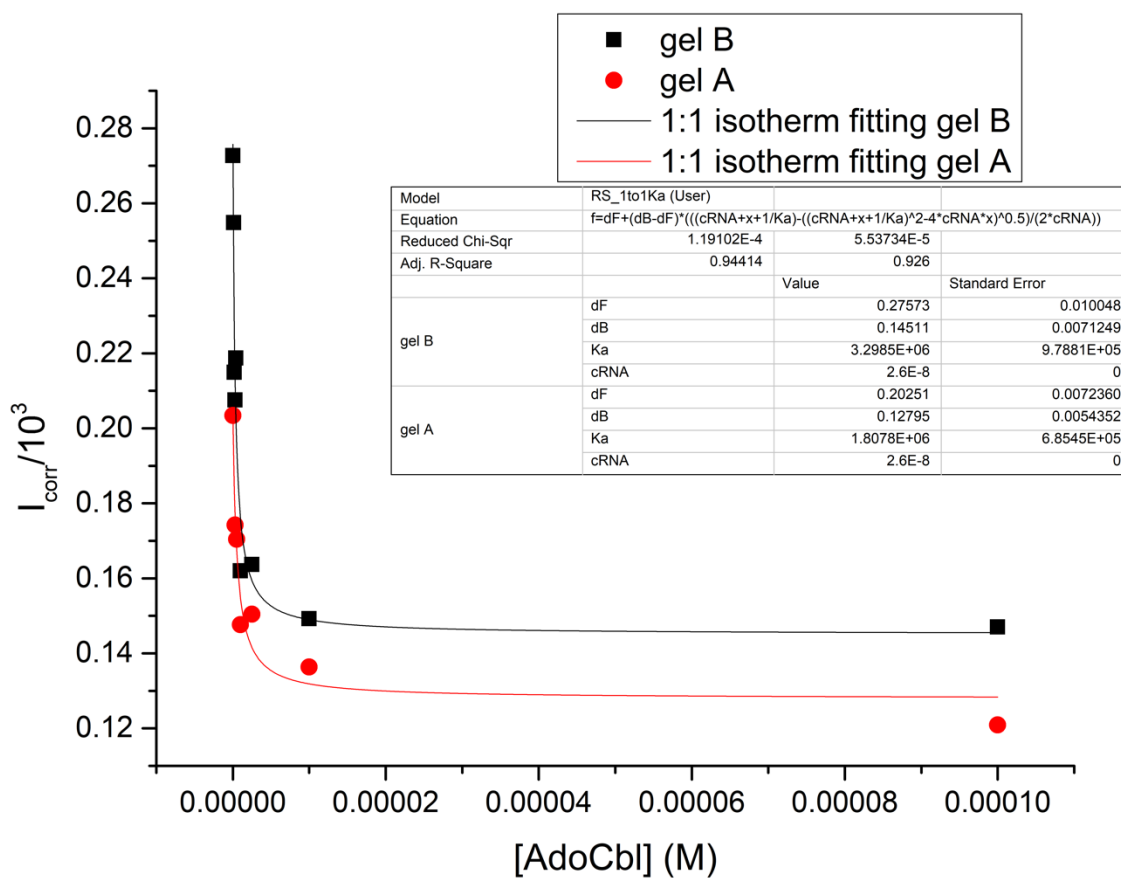 gel B
gel A
1:1 isotherm fitting gel B
1:1 isotherm fitting gel A
Model RS_1to1Ka (User)
Equation f=dF+(dB-dF)*(((cRNA+x+1/Ka)-((cRNA+x+1/Ka)^2-4*cRNA*x)^0.5)/(2*cRNA))
Reduced Chi-Sqr 1.19102E-4 5.53734E-5
Adj. R-Square 0.94414 0.926
Value Standard Error
gel B
dF 0.27573 0.010048
dB 0.14511 0.0071249
Ka 3.2985E+06 9.7881E+05
cRNA 2.6E-8 0
gel A
dF 0.20251 0.0072360
dB 0.12795 0.0054352
Ka 1.8078E+06 6.8545E+05
cRNA 2.6E-8 0
I_corr/10^3
0.28
0.26
0.24
0.22
0.20
0.18
0.16
0.14
0.12
0.00000 0.00002 0.00004 0.00006 0.00008 0.00010
[AdoCbl] (M)